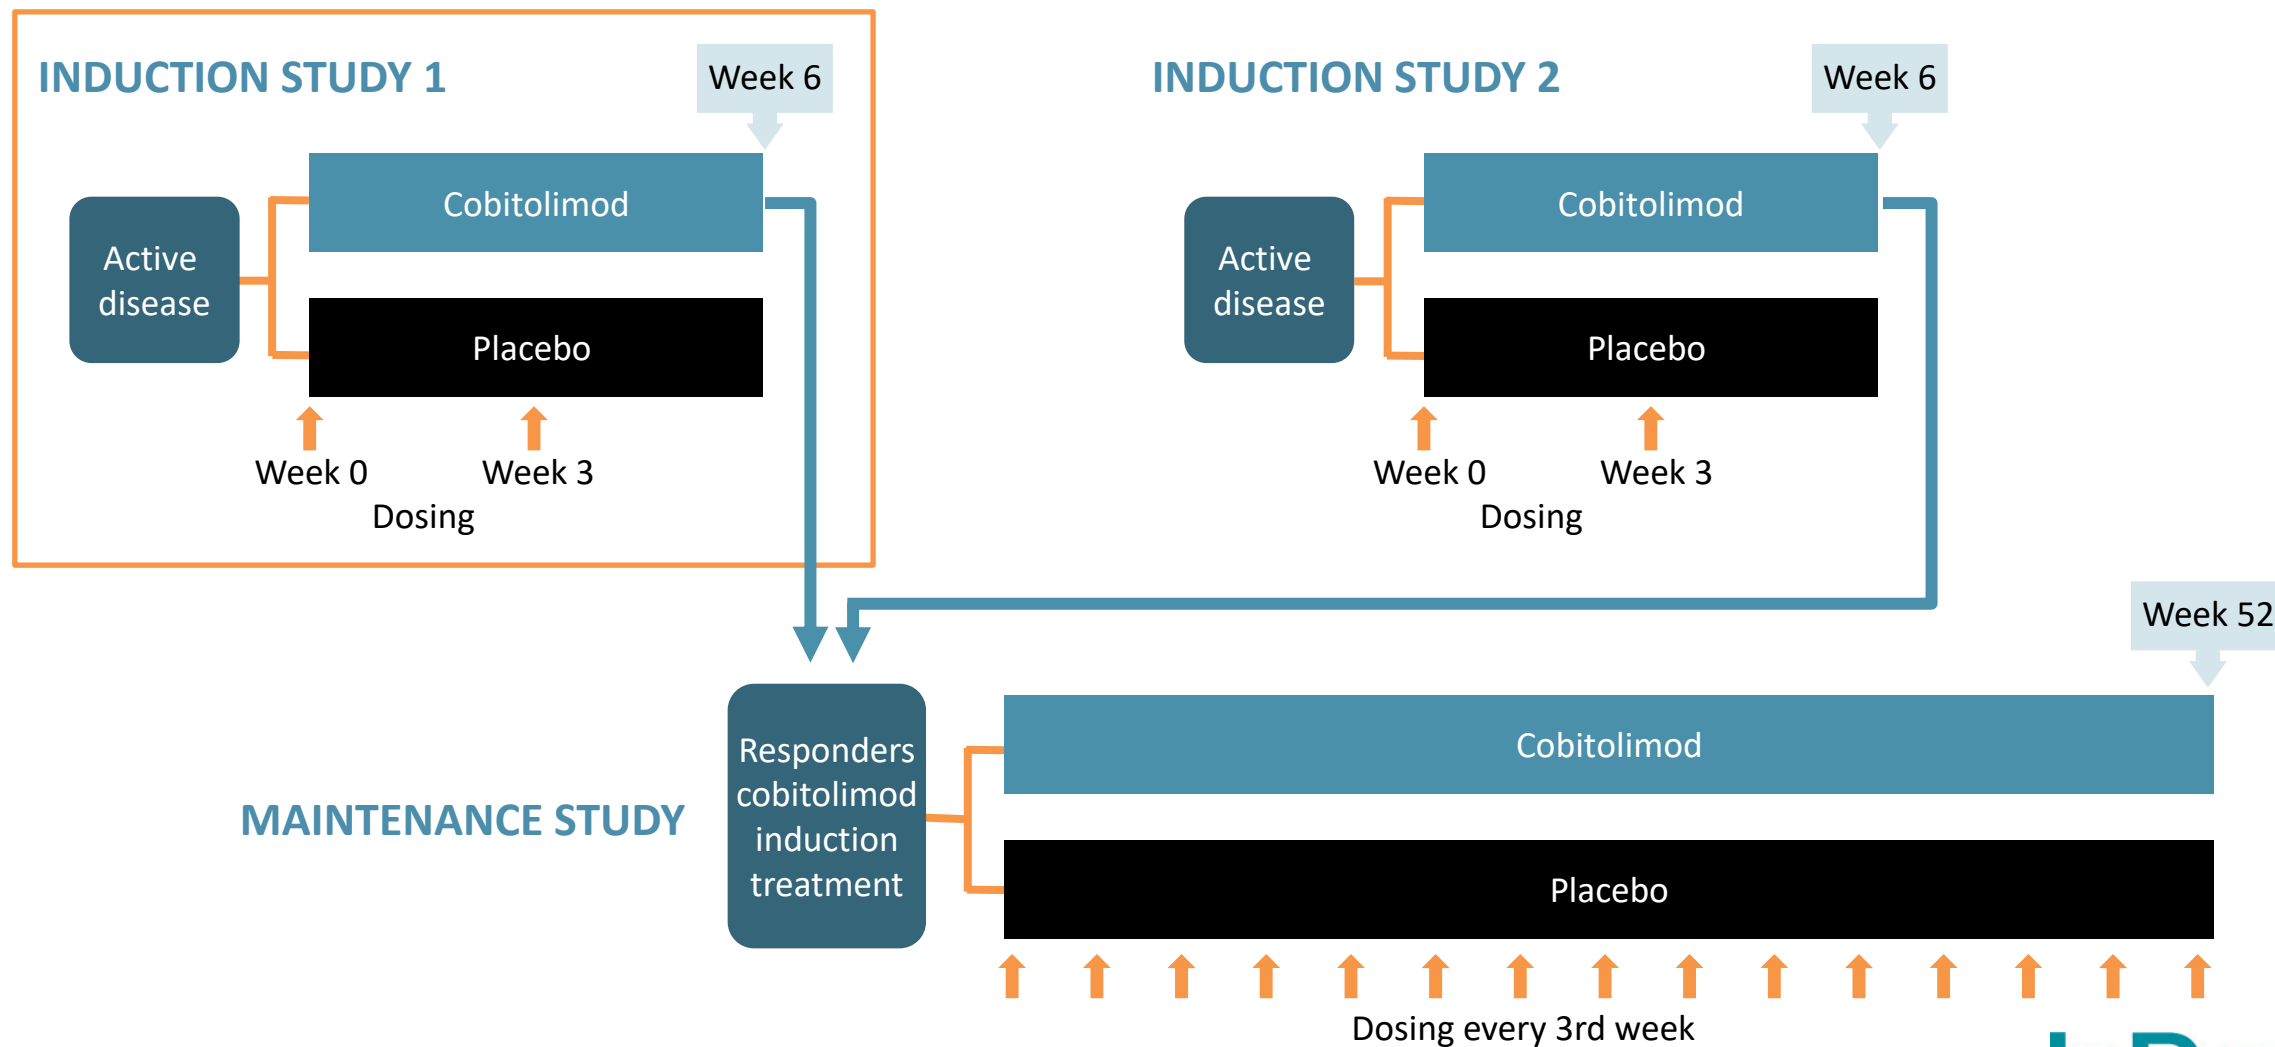 INDUCTION STUDY 1
Week 6
Cobitolimod
Active
disease
Placebo
Week 0
Week 3
Dosing
INDUCTION STUDY 2
Week 6
Cobitolimod
Active
disease
Placebo
Week 0
Week 3
Dosing
Week 52
MAINTENANCE STUDY
Responders
cobitolimod
induction
treatment
Cobitolimod
Placebo
Dosing every 3rd week